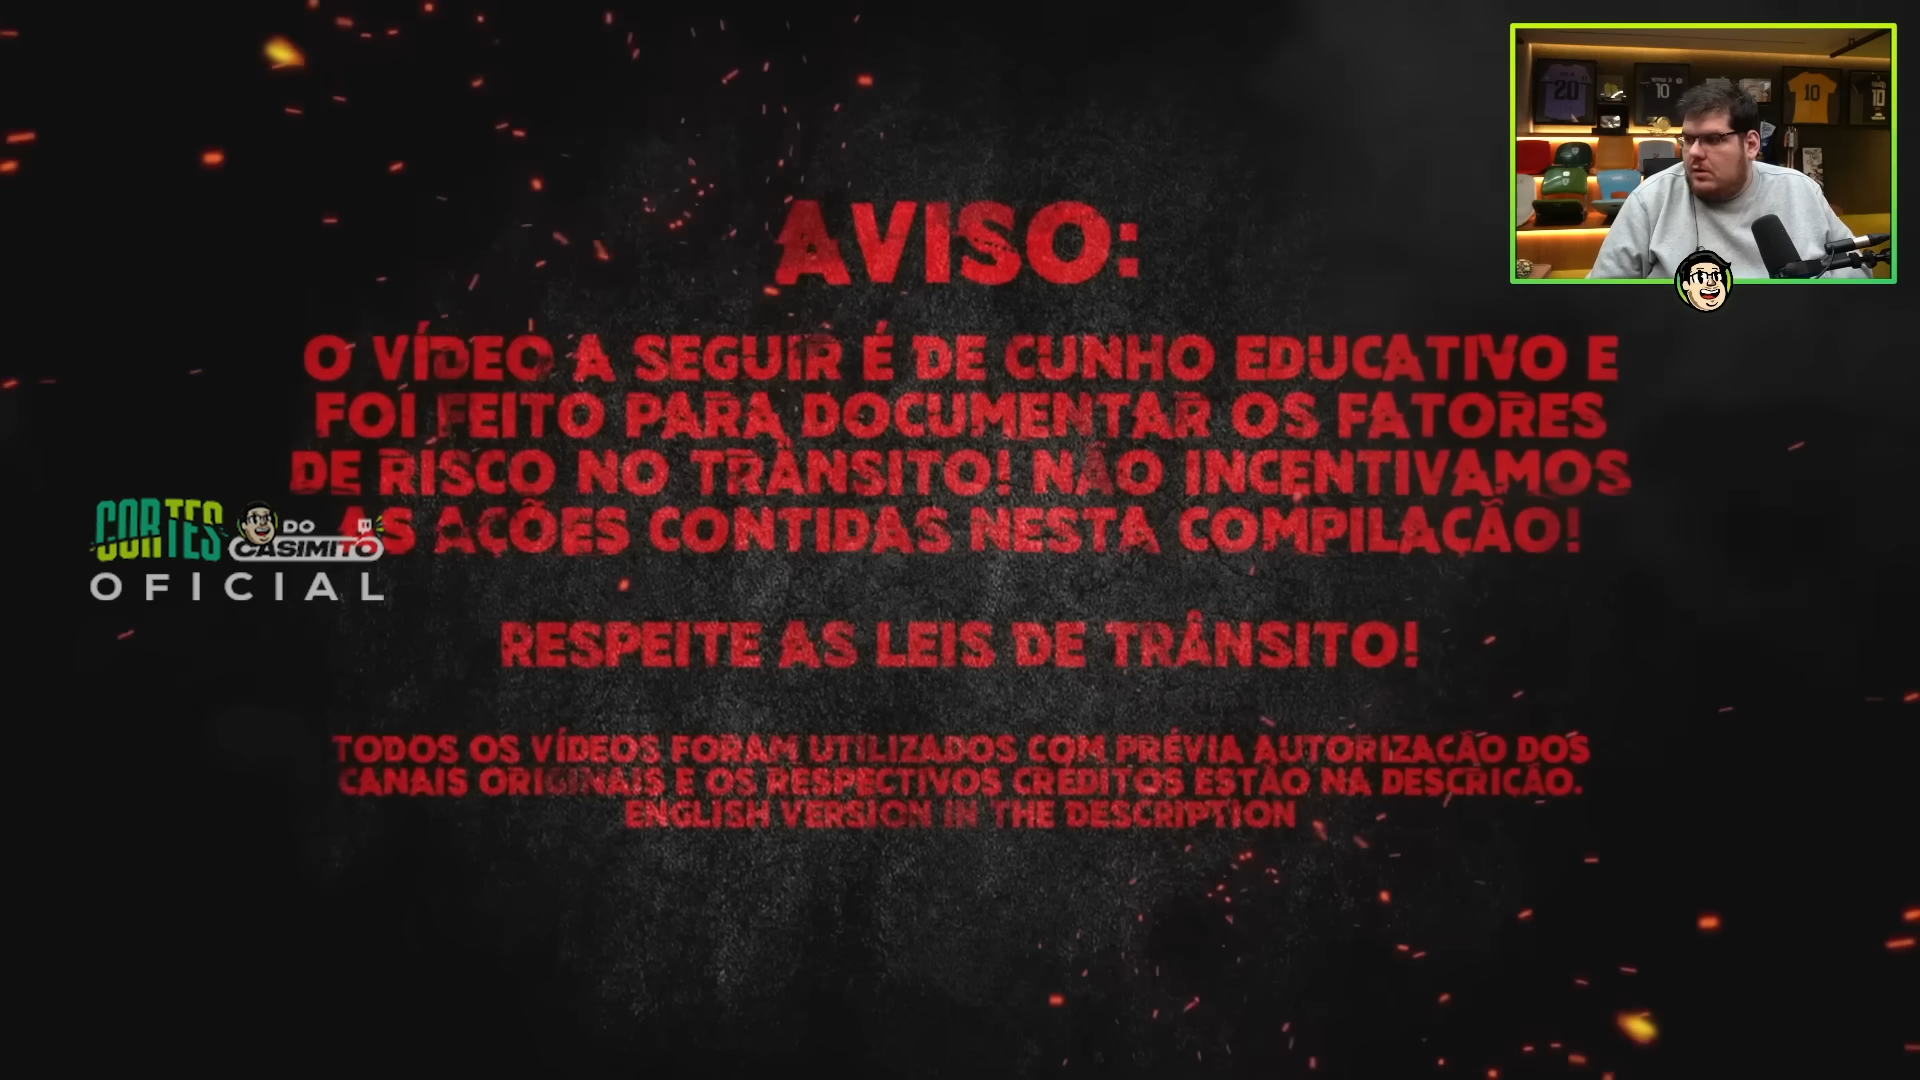 20
10
10
10
AVISO:
O VÍDEO A SEGUIR É DE CUNHO EDUCATIVO E
FOI FEITO PARA DOCUMENTAR OS FATORES
DE RISCO NO TRÂNSITO! NÃO INCENTIVAMOS
AS AÇÕES CONTIDAS NESTA COMPILAÇÃO!
CORTES DO
CASIMITO
OFICIAL
RESPEITE AS LEIS DE TRÂNSITO!
TODOS OS VÍDEOS FORAM UTILIZADOS COM PRÉVIA AUTORIZAÇÃO DOS
CANAIS ORIGINAIS E OS RESPECTIVOS CRÉDITOS ESTÃO NA DESCRIÇÃO.
ENGLISH VERSION IN THE DESCRIPTION